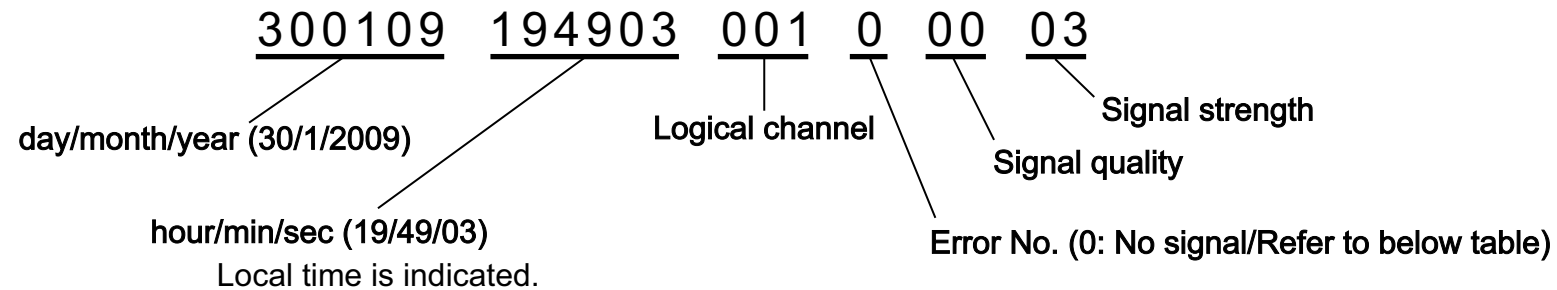 300109 194903 001 0 00 03
Signal strength
Logical channel
day/month/year (30/1/2009)
Signal quality
hour/min/sec (19/49/03)
Error No. (0: No signal/Refer to below table)
Local time is indicated.